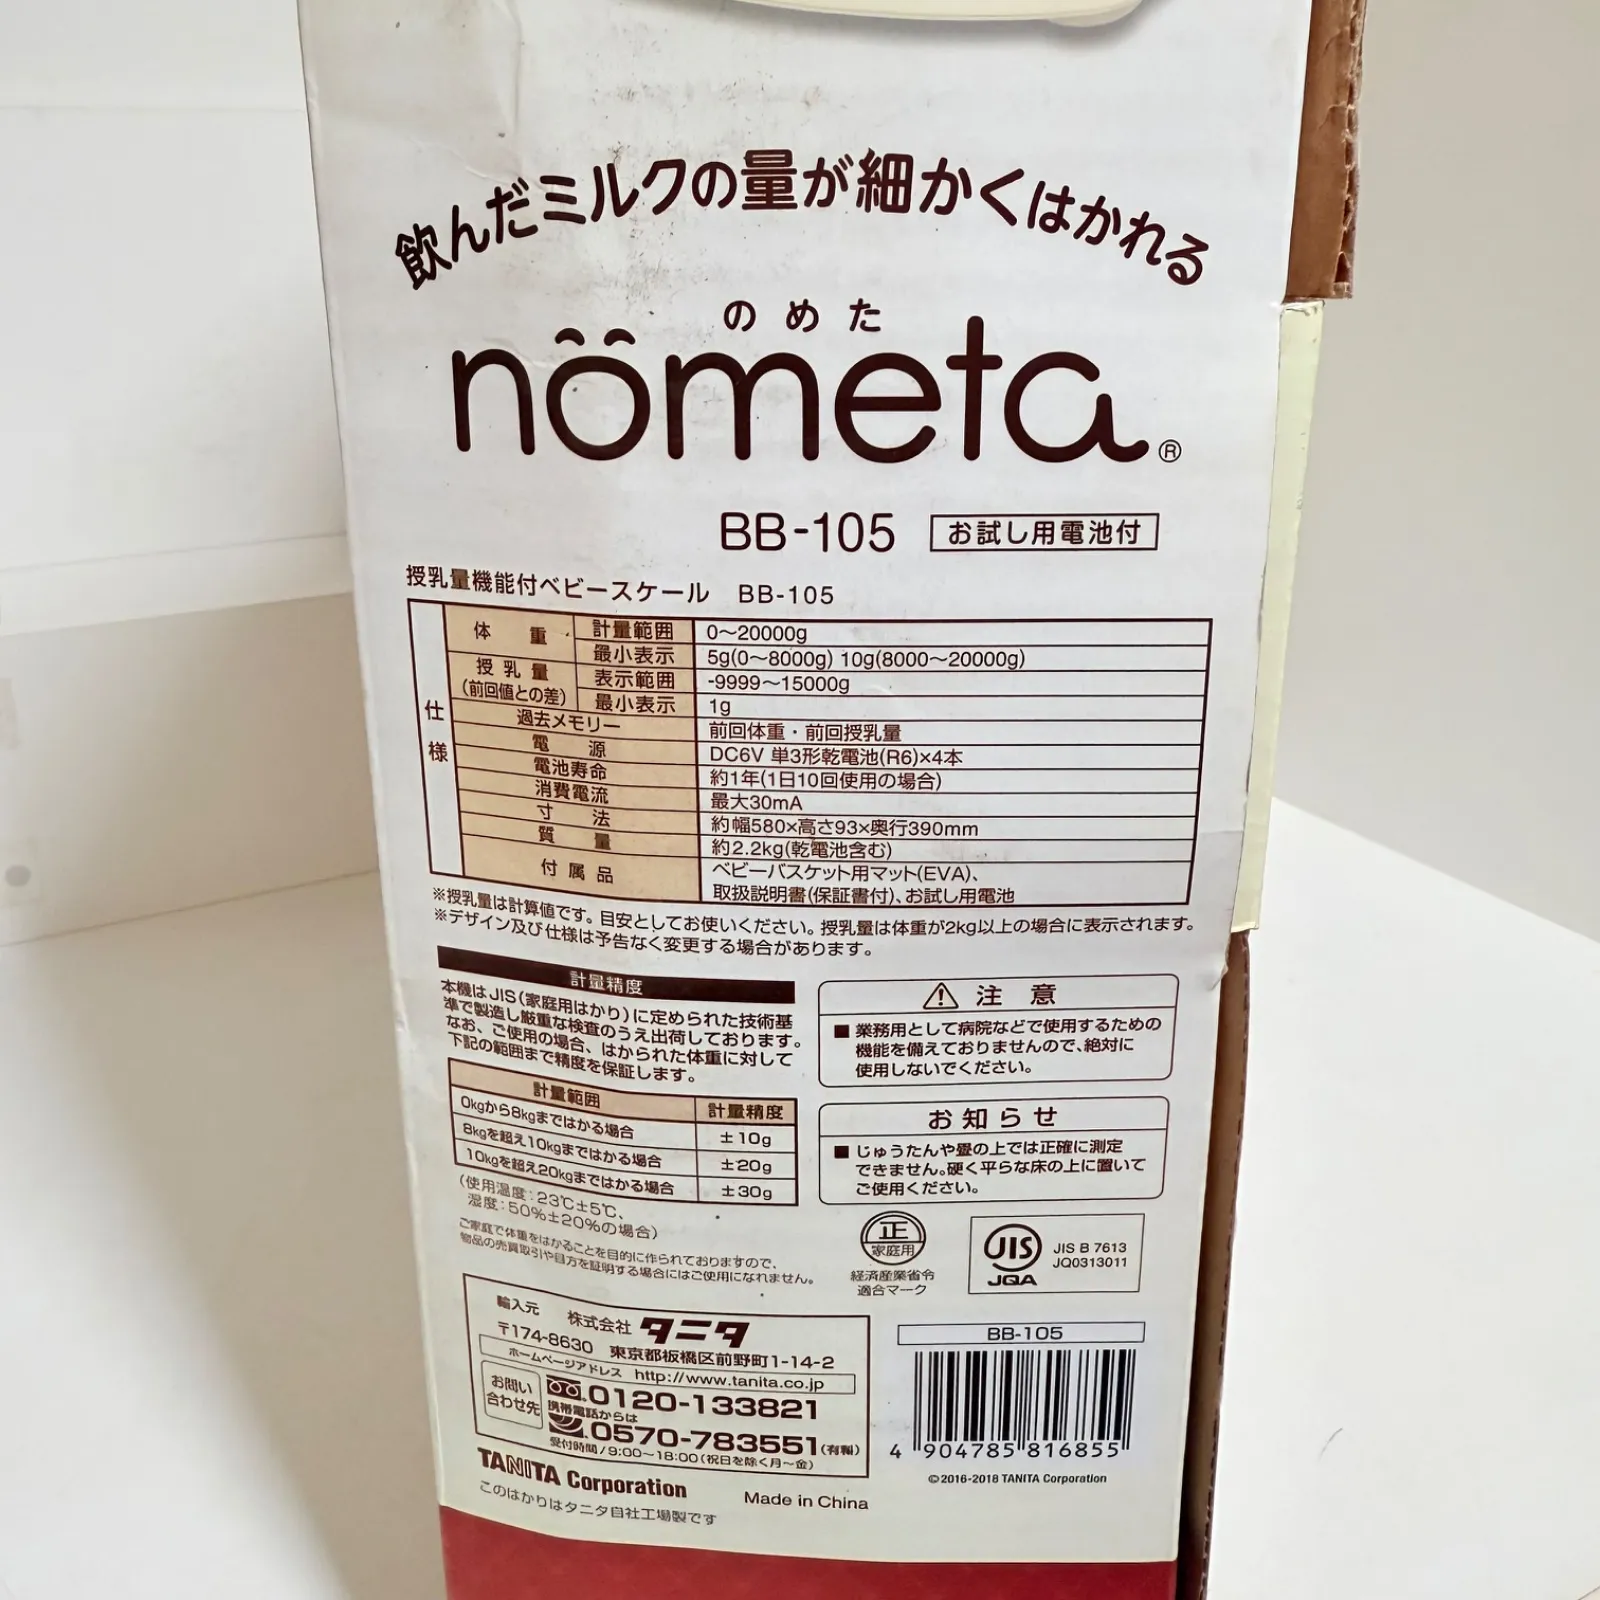 飲んだミルクの量が細かくはかれる
のめた
nömeta®
BB-105 お試し用電池付
授乳量機能付ベビースケール BB-105
仕様
体 重 計量範囲 0〜20000g
最小表示 5g(0〜8000g) 10g(8000〜20000g)
授乳量 (前回値との差) 表示範囲 -9999〜15000g
最小表示 1g
過去メモリー 前回体重・前回授乳量
電 源 DC6V 単3形乾電池(R6)×4本
電池寿命 約1年(1日10回使用の場合)
消費電流 最大30mA
寸 法 約幅580×高さ93×奥行390mm
質 量 約2.2kg(乾電池含む)
付属品 ベビーバスケット用マット(EVA)、
取扱説明書(保証書付)、お試し用電池
※授乳量は計算値です。目安としてお使いください。授乳量は体重が2kg以上の場合に表示されます。
※デザイン及び仕様は予告なく変更する場合があります。
計量精度
本機はJIS(家庭用はかり)に定められた技術基
準で製造し厳重な検査のうえ出荷しております。
なお、ご使用の場合、はかられた体重に対して
下記の範囲まで精度を保証します。
計量範囲 計量精度
0kgから8kgまではかる場合 ±10g
8kgを超え10kgまではかる場合 ±20g
10kgを超え20kgまではかる場合 ±30g
(使用温度:23℃±5℃、
湿度:50%±20%の場合)
ご家庭で体重をはかることを目的に作られておりますので、
物品の売買取引や目方を証明する場合にはご使用になれません。
注 意
■ 業務用として病院などで使用するための
機能を備えておりませんので、絶対に
使用しないでください。
お知らせ
■ じゅうたんや畳の上では正確に測定
できません。硬く平らな床の上に置いて
ご使用ください。
正
家庭用
経済産業省令
適合マーク
JIS
JQA
JIS B 7613
JQ0313011
輸入元 株式会社 タニタ
〒174-8630 東京都板橋区前野町1-14-2
ホームページアドレス http://www.tanita.co.jp
お問い
合わせ先
0120-133821
携帯電話からは
0570-783551(有料)
受付時間/9:00〜18:00(祝日を除く月〜金)
TANITA Corporation
Made in China
このはかりはタニタ自社工場製です
BB-105
4 904785 816855
©2016-2018 TANITA Corporation